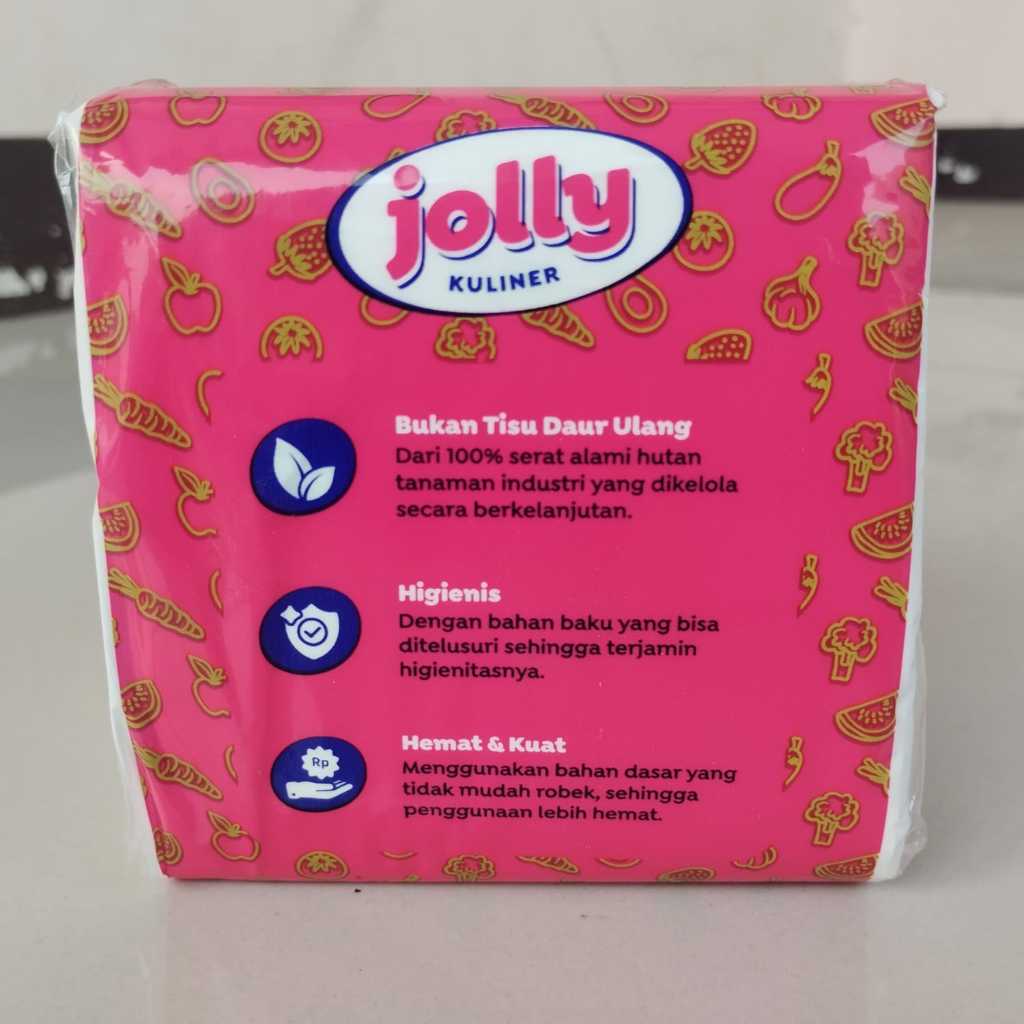 jolly
KULINER
Bukan Tisu Daur Ulang
Dari 100% serat alami hutan
tanaman industri yang dikelola
secara berkelanjutan.
Higienis
Dengan bahan baku yang bisa
ditelusuri sehingga terjamin
higienitasnya.
Rp
Hemat & Kuat
Menggunakan bahan dasar yang
tidak mudah robek, sehingga
penggunaan lebih hemat.